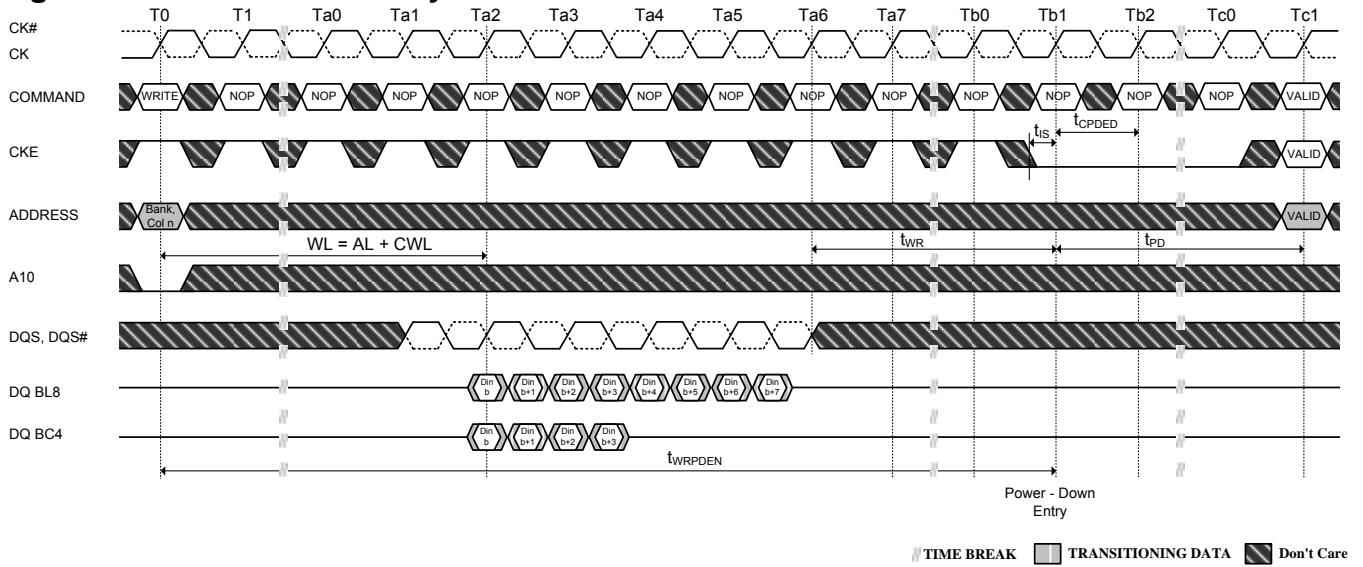 T0 T1 Ta0 Ta1 Ta2 Ta3 Ta4 Ta5 Ta6 Ta7 Tb0 Tb1 Tb2 Tc0 Tc1
CK#
CK
COMMAND WRITE NOP NOP NOP NOP NOP NOP NOP NOP NOP NOP NOP NOP NOP VALID
tIS tCPDED
CKE VALID
ADDRESS Bank, Col n VALID
WL = AL + CWL tWR tPD
A10
DQS, DQS#
DQ BL8 Din b Din b+1 Din b+2 Din b+3 Din b+4 Din b+5 Din b+6 Din b+7
DQ BC4 Din b Din b+1 Din b+2 Din b+3
tWRPDEN
Power - Down
Entry
TIME BREAK TRANSITIONING DATA Don't Care